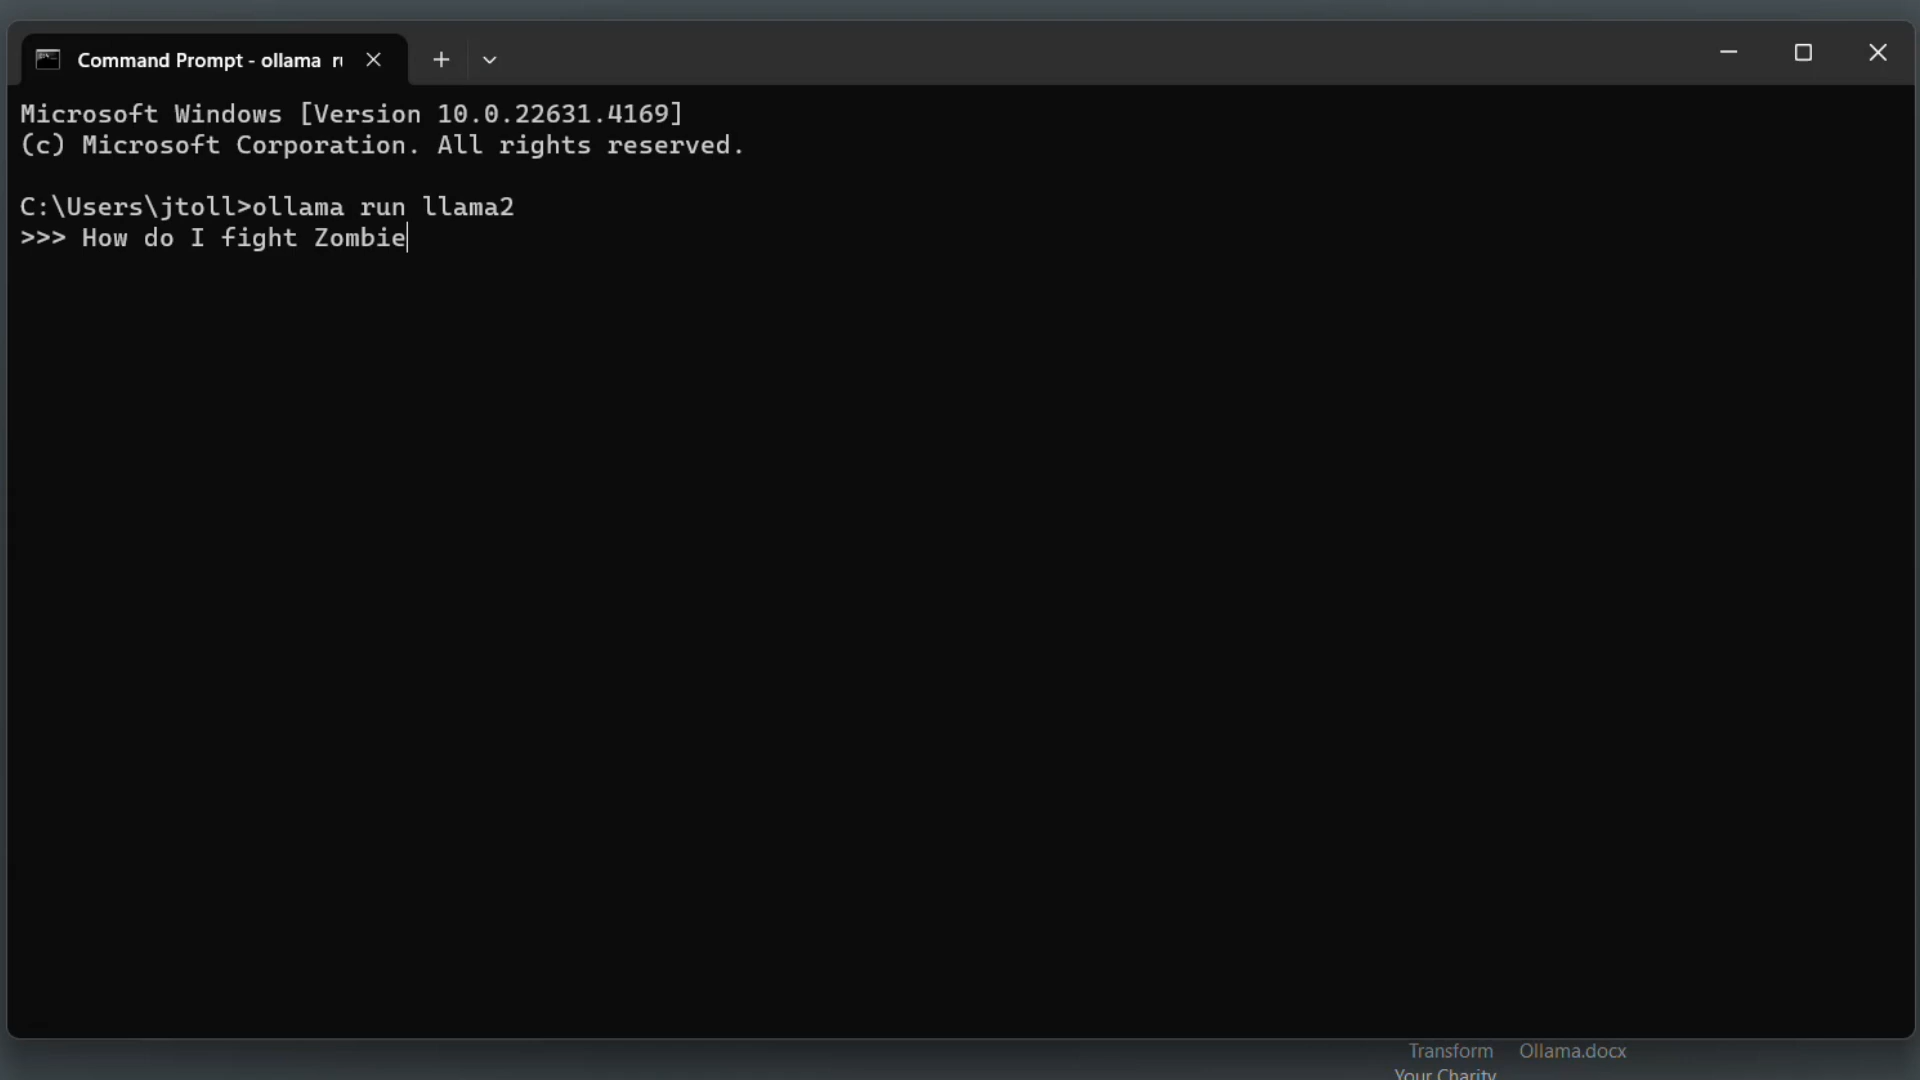 Command Prompt - ollama ru
Microsoft Windows [Version 10.0.22631.4169]
(c) Microsoft Corporation. All rights reserved.
C:\Users\jtoll>ollama run llama2
>>> How do I fight Zombie
Transform Ollama.docx
Your Charity